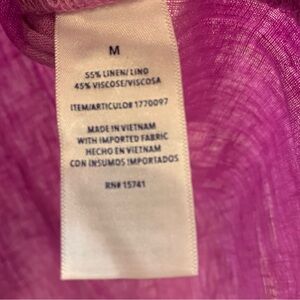 M
55% LINEN/LINO
45% VISCOSE/VISCOSA
ITEM/ARTICULO# 1770097
MADE IN VIETNAM
WITH IMPORTED FABRIC
HECHO EN VIETNAM
CON INSUMOS IMPORTADOS
RN# 15741